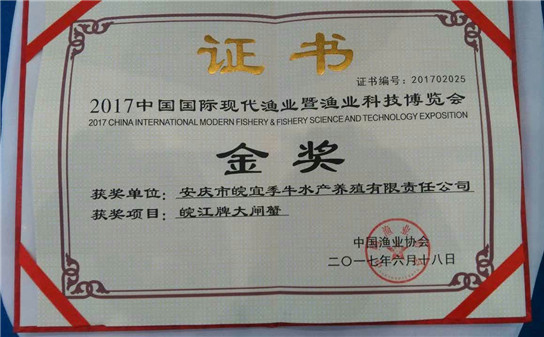 证书
证书编号：201702025
2017中国国际现代渔业暨渔业科技博览会
2017 CHINA INTERNATIONAL MODERN FISHERY & FISHERY SCIENCE AND TECHNOLOGY EXPOSITION
金奖
获奖单位：安庆市皖宜季牛水产养殖有限责任公司
获奖项目：皖江牌大闸蟹
中国渔业协会
二〇一七年六月十八日